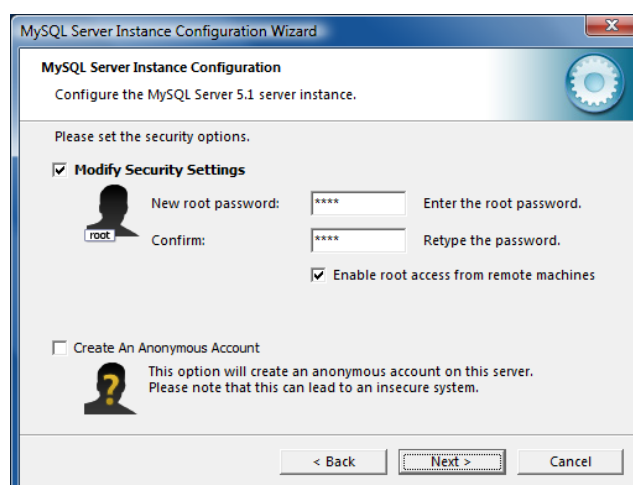 MySQL Server Instance Configuration Wizard
MySQL Server Instance Configuration
Configure the MySQL Server 5.1 server instance.
Please set the security options.
Modify Security Settings
root
New root password: **** Enter the root password.
Confirm: **** Retype the password.
Enable root access from remote machines
Create An Anonymous Account
?
This option will create an anonymous account on this server.
Please note that this can lead to an insecure system.
< Back Next > Cancel